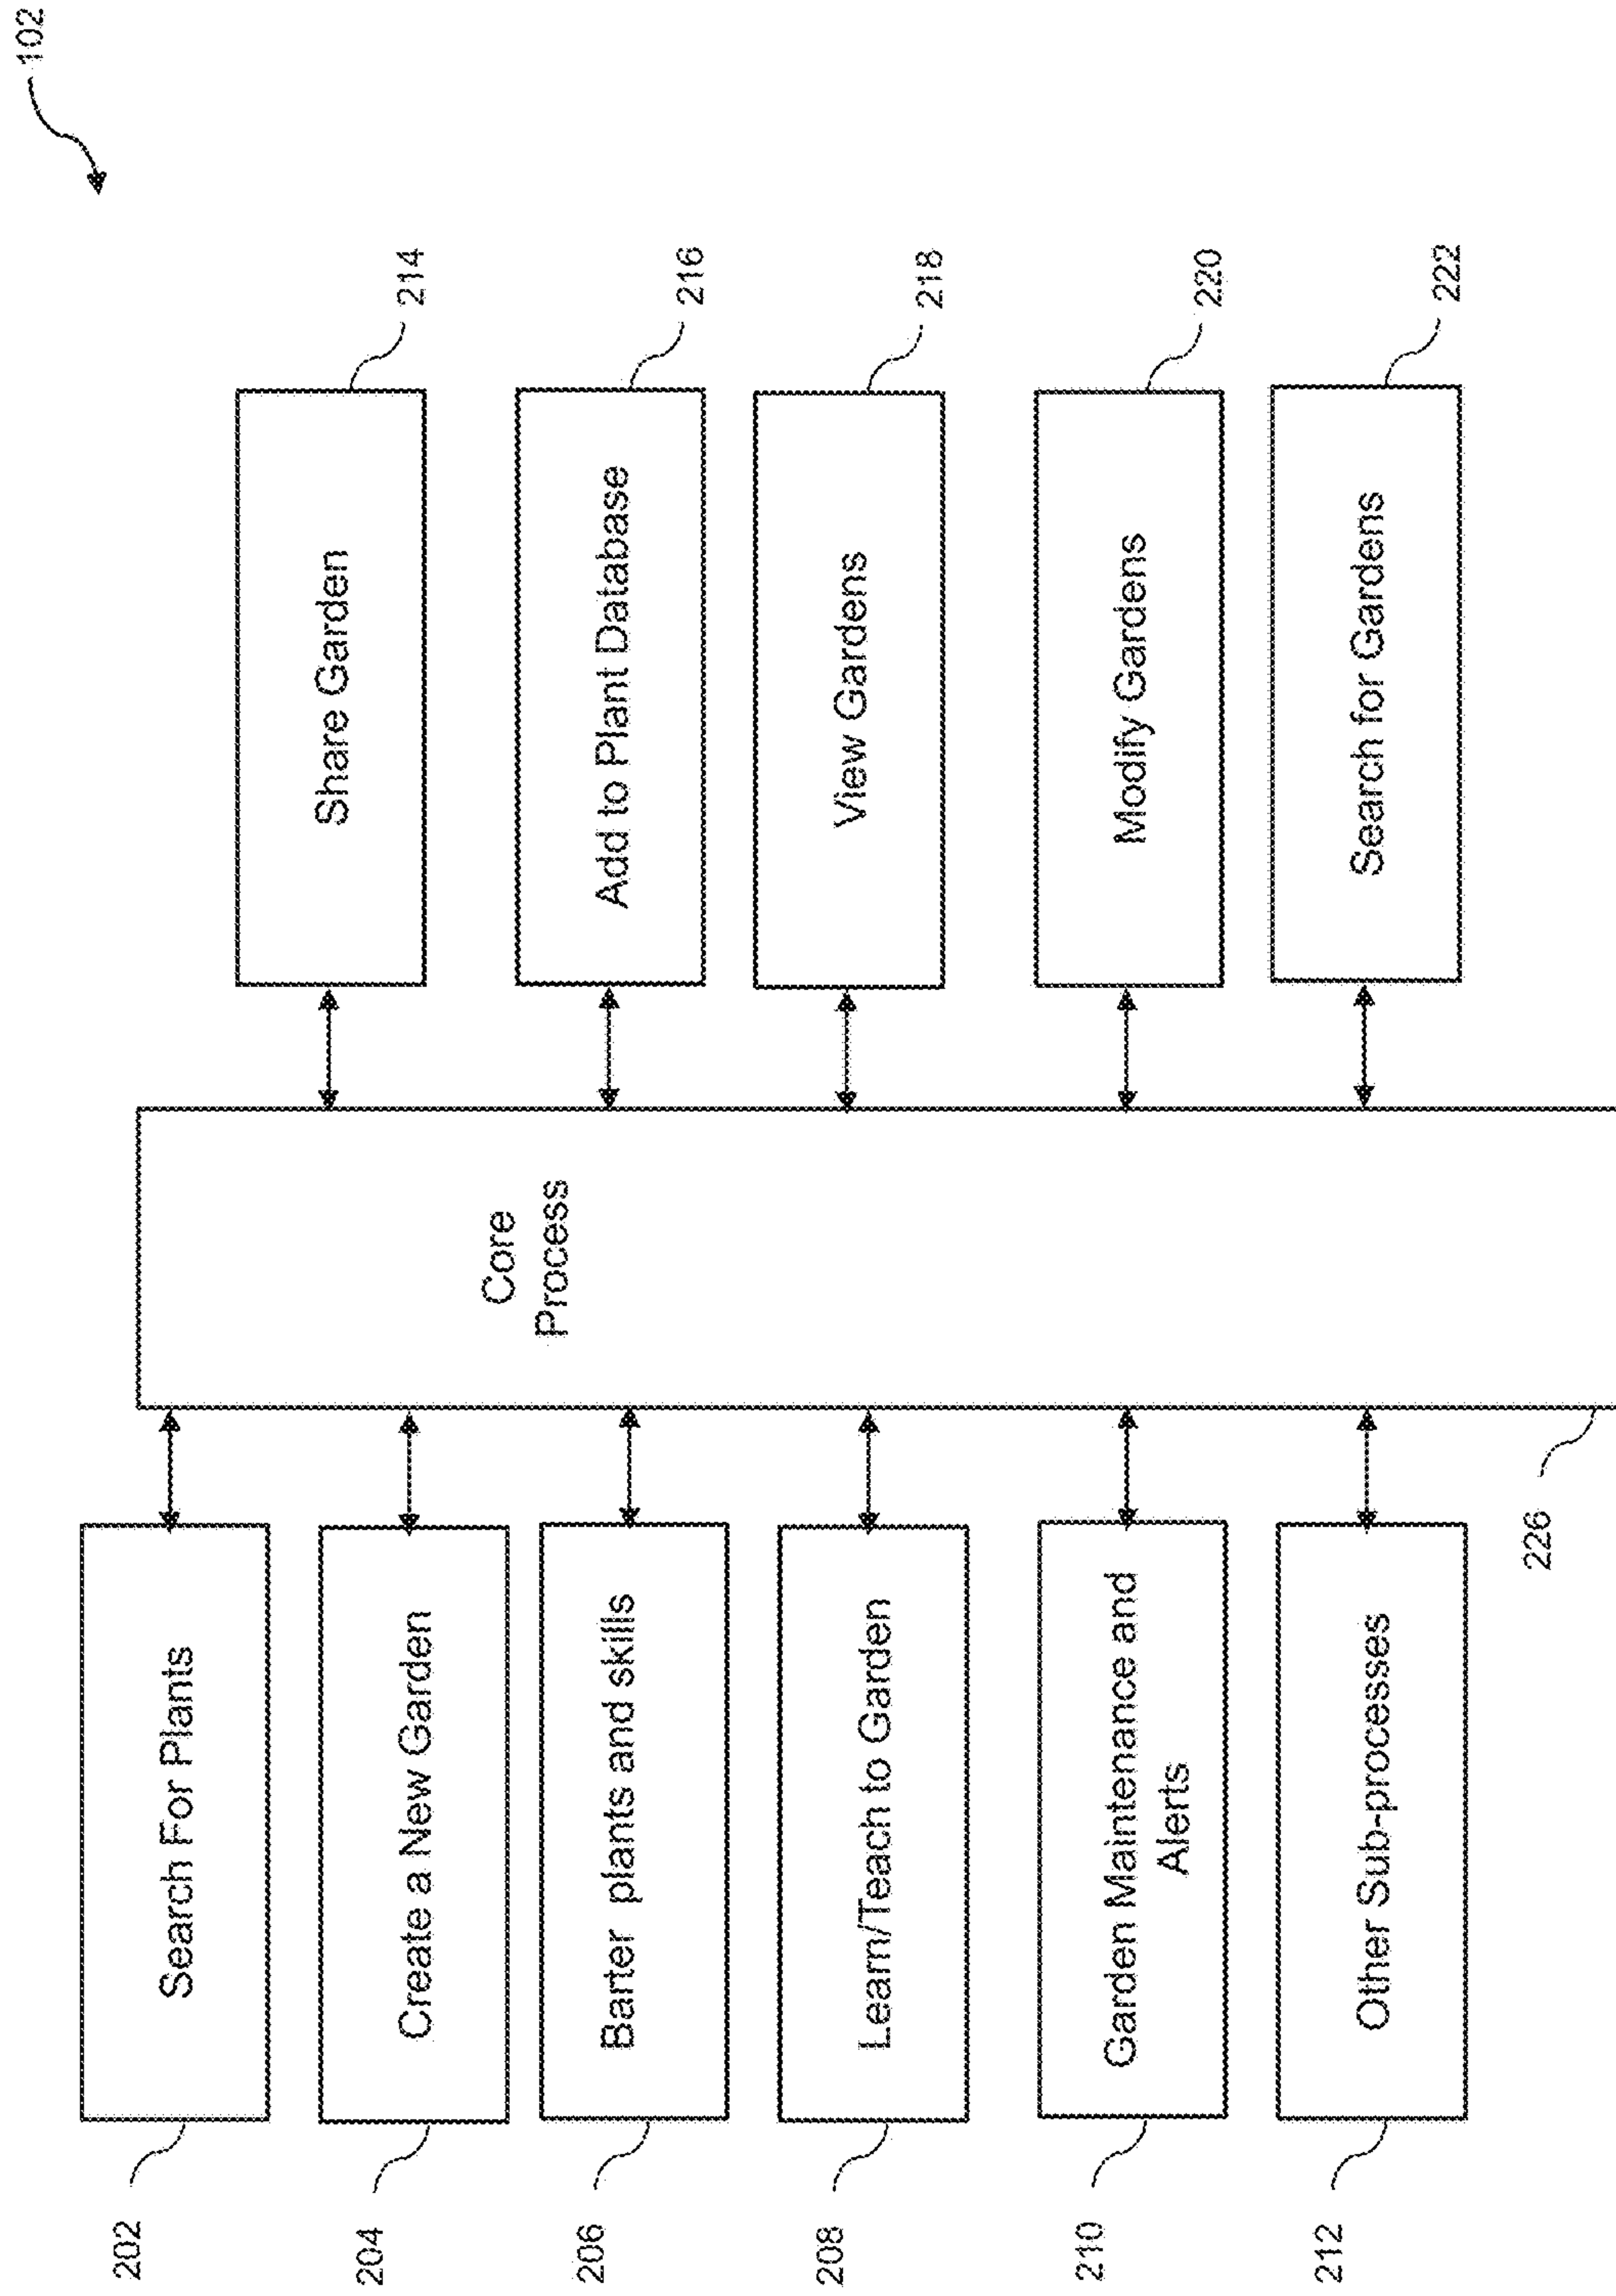 102
202
Search For Plants
204
Create a New Garden
206
Barter plants and skills
208
Learn/Teach to Garden
210
Garden Maintenance and
Alerts
212
Other Sub-processes
Core
Process
226
Share Garden
214
Add to Plant Database
216
View Gardens
218
Modify Gardens
220
Search for Gardens
222